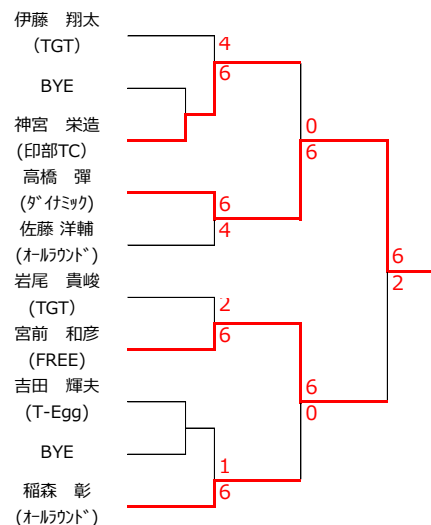 伊藤　翔太
(TGT)
4
6
BYE
神宮　栄造
(印部TC)
0
6
高橋　彈
(ﾀﾞｲﾅﾐｯｸ)
6
4
佐藤 洋輔
(ｵｰﾙﾗｳﾝﾄﾞ)
6
2
岩尾　貴峻
(TGT)
2
6
宮前　和彦
(FREE)
吉田　輝夫
(T-Egg)
6
0
BYE
1
6
稲森　彰
(ｵｰﾙﾗｳﾝﾄﾞ)